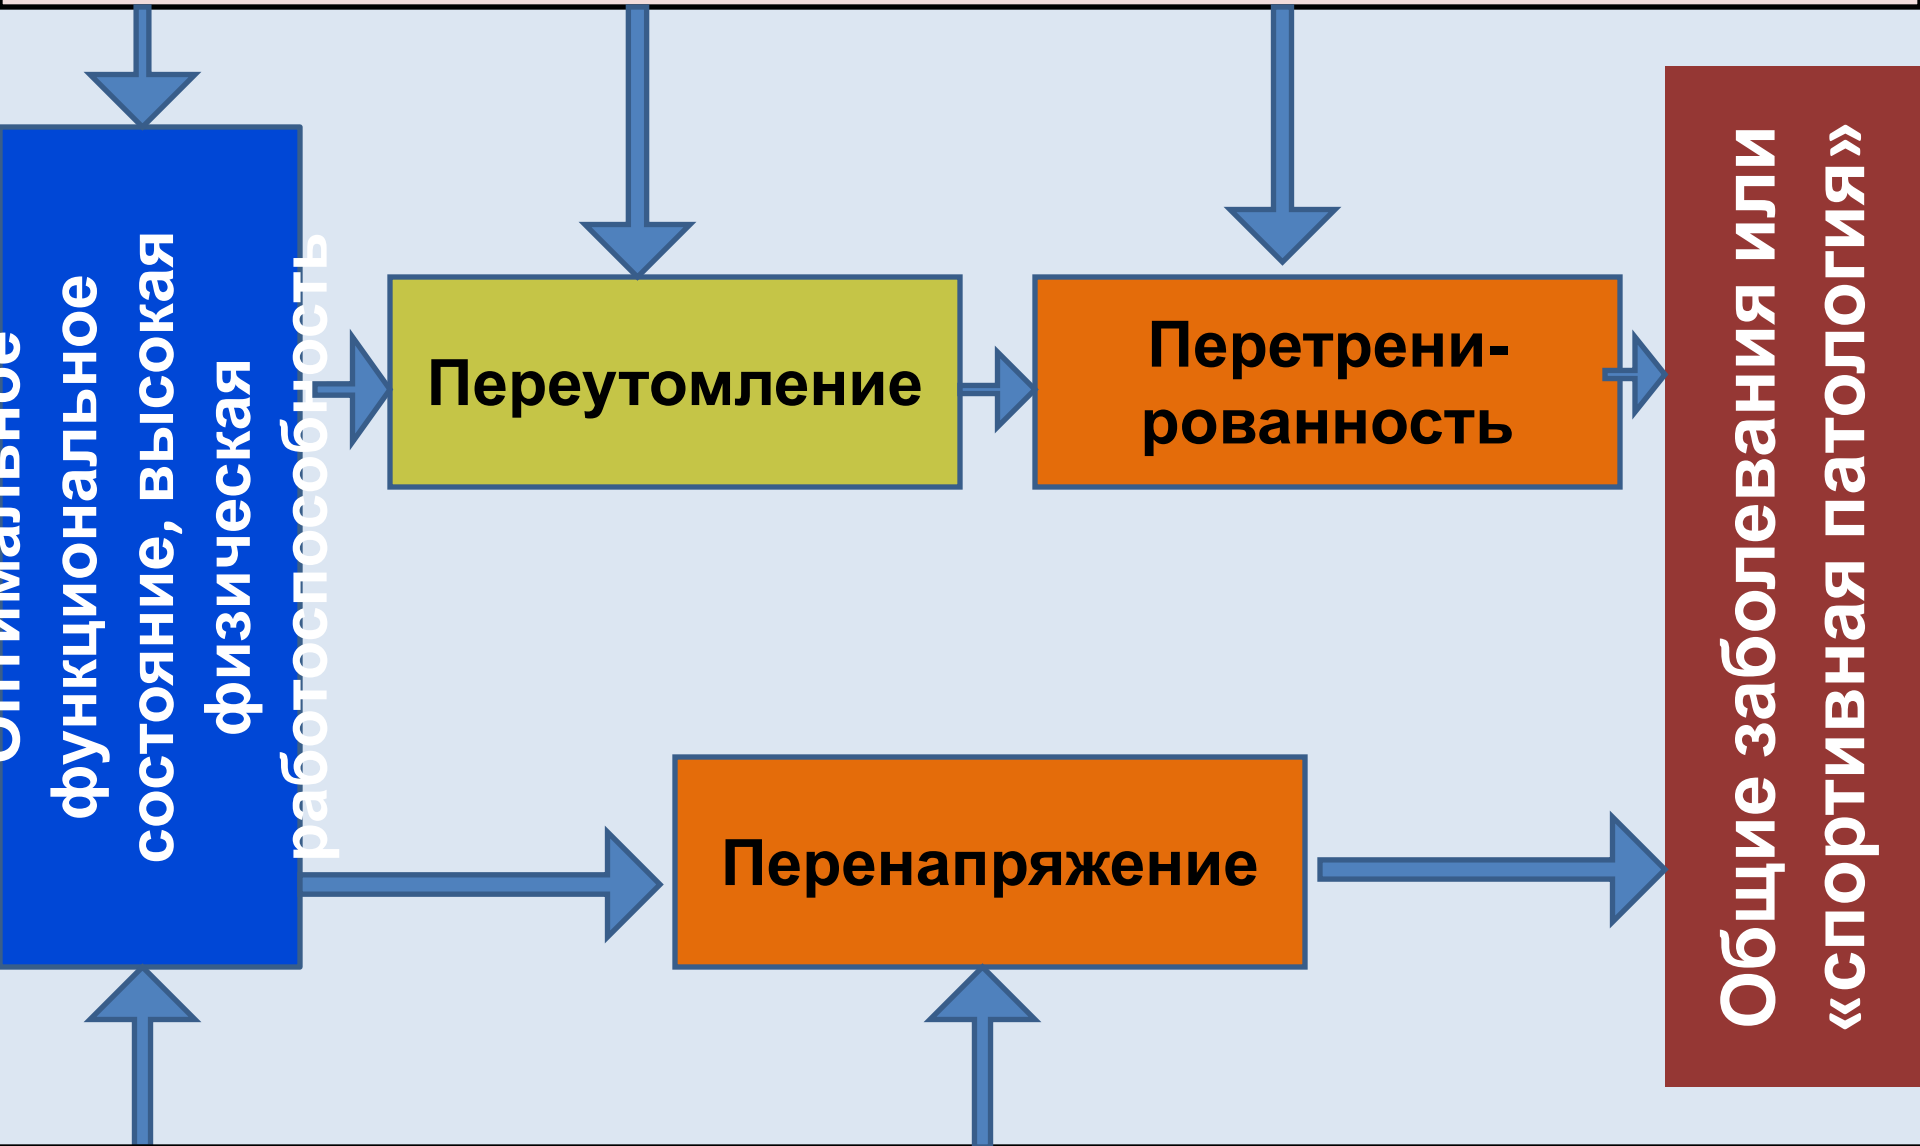 функциональное
состояние, высокая
физическая
работоспособность
Переутомление
Перетрени-
рованность
Перенапряжение
Общие заболевания или
«спортивная патология»